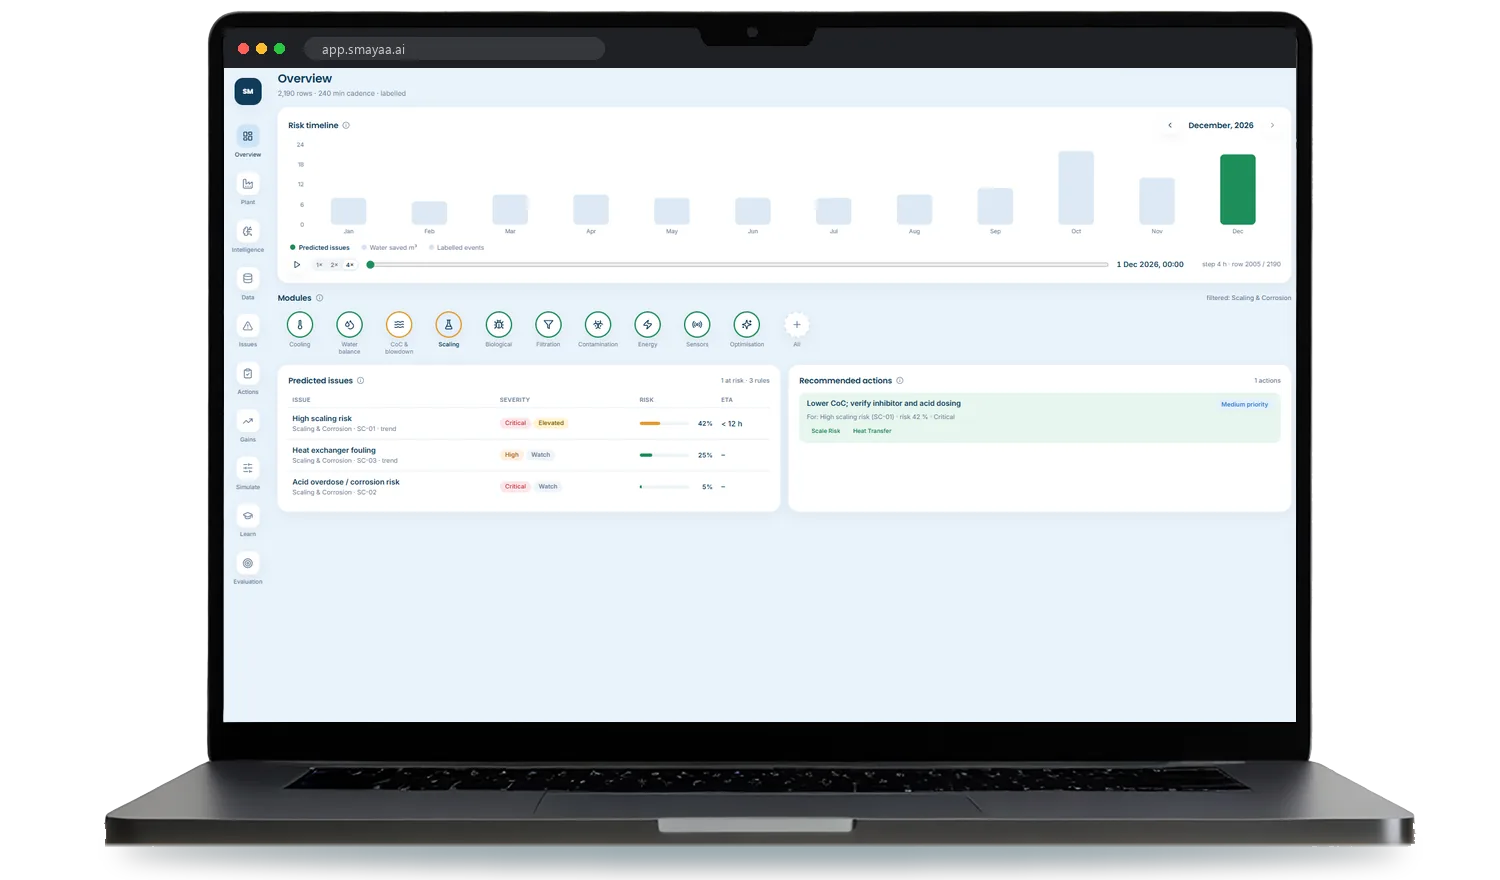 app.smayaa.ai
SM
Overview
2,190 rows · 240 min cadence · labelled
Overview
Plant
Intelligence
Data
Issues
Actions
Gains
Simulate
Learn
Evaluation
Risk timeline
December, 2026
24
18
12
6
0
Jan Feb Mar Apr May Jun Jul Aug Sep Oct Nov Dec
Predicted issues Water saved m³ Labelled events
1× 2× 4× 1 Dec 2026, 00:00 step 4 h · row 2005 / 2190
Modules filtered: Scaling & Corrosion
Cooling
Water
balance
CoC &
blowdown
Scaling
Biological
Filtration
Contamination
Energy
Sensors
Optimisation
All
Predicted issues 1 at risk · 3 rules
ISSUE SEVERITY RISK ETA
High scaling risk Critical Elevated 42% < 12 h
Scaling & Corrosion · SC-01 · trend
Heat exchanger fouling High Watch 25% –
Scaling & Corrosion · SC-03 · trend
Acid overdose / corrosion risk Critical Watch 5% –
Scaling & Corrosion · SC-02
Recommended actions 1 actions
Lower CoC; verify inhibitor and acid dosing Medium priority
For: High scaling risk (SC-01) · risk 42 % · Critical
Scale Risk Heat Transfer